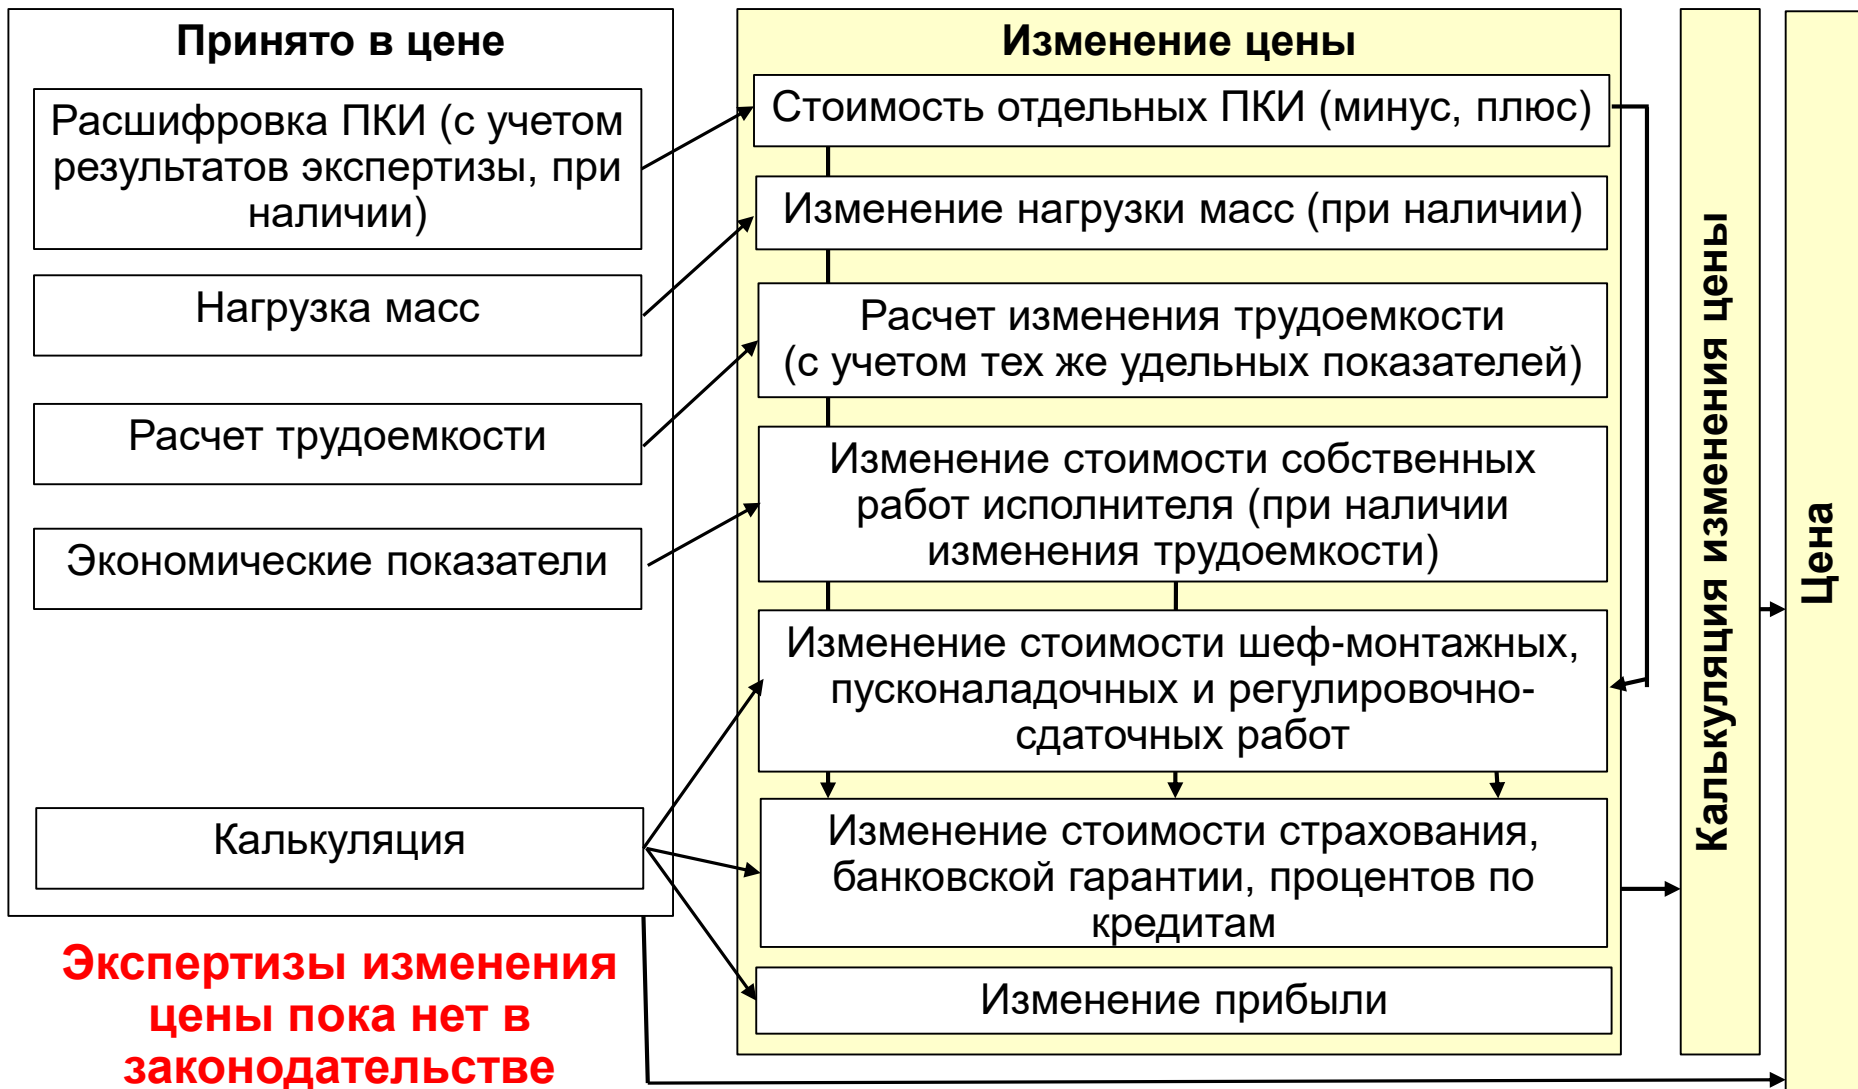 Принято в цене
Расшифровка ПКИ (с учетом
результатов экспертизы, при
наличии)
Нагрузка масс
Расчет трудоемкости
Экономические показатели
Калькуляция
Экспертизы изменения
цены пока нет в
законодательстве
Изменение цены
Стоимость отдельных ПКИ (минус, плюс)
Изменение нагрузки масс (при наличии)
Расчет изменения трудоемкости
(с учетом тех же удельных показателей)
Изменение стоимости собственных
работ исполнителя (при наличии
изменения трудоемкости)
Изменение стоимости шеф-монтажных,
пусконаладочных и регулировочно-
сдаточных работ
Изменение стоимости страхования,
банковской гарантии, процентов по
кредитам
Изменение прибыли
Калькуляция изменения цены
Цена